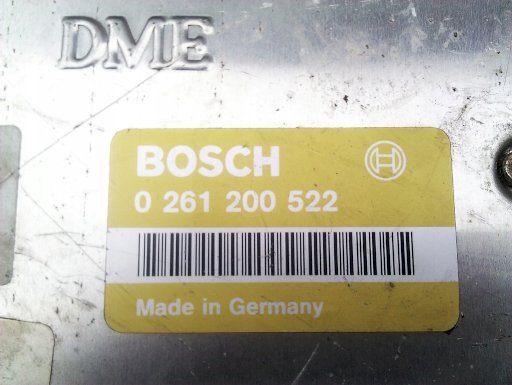 DME
BOSCH
0 261 200 522
Made in Germany